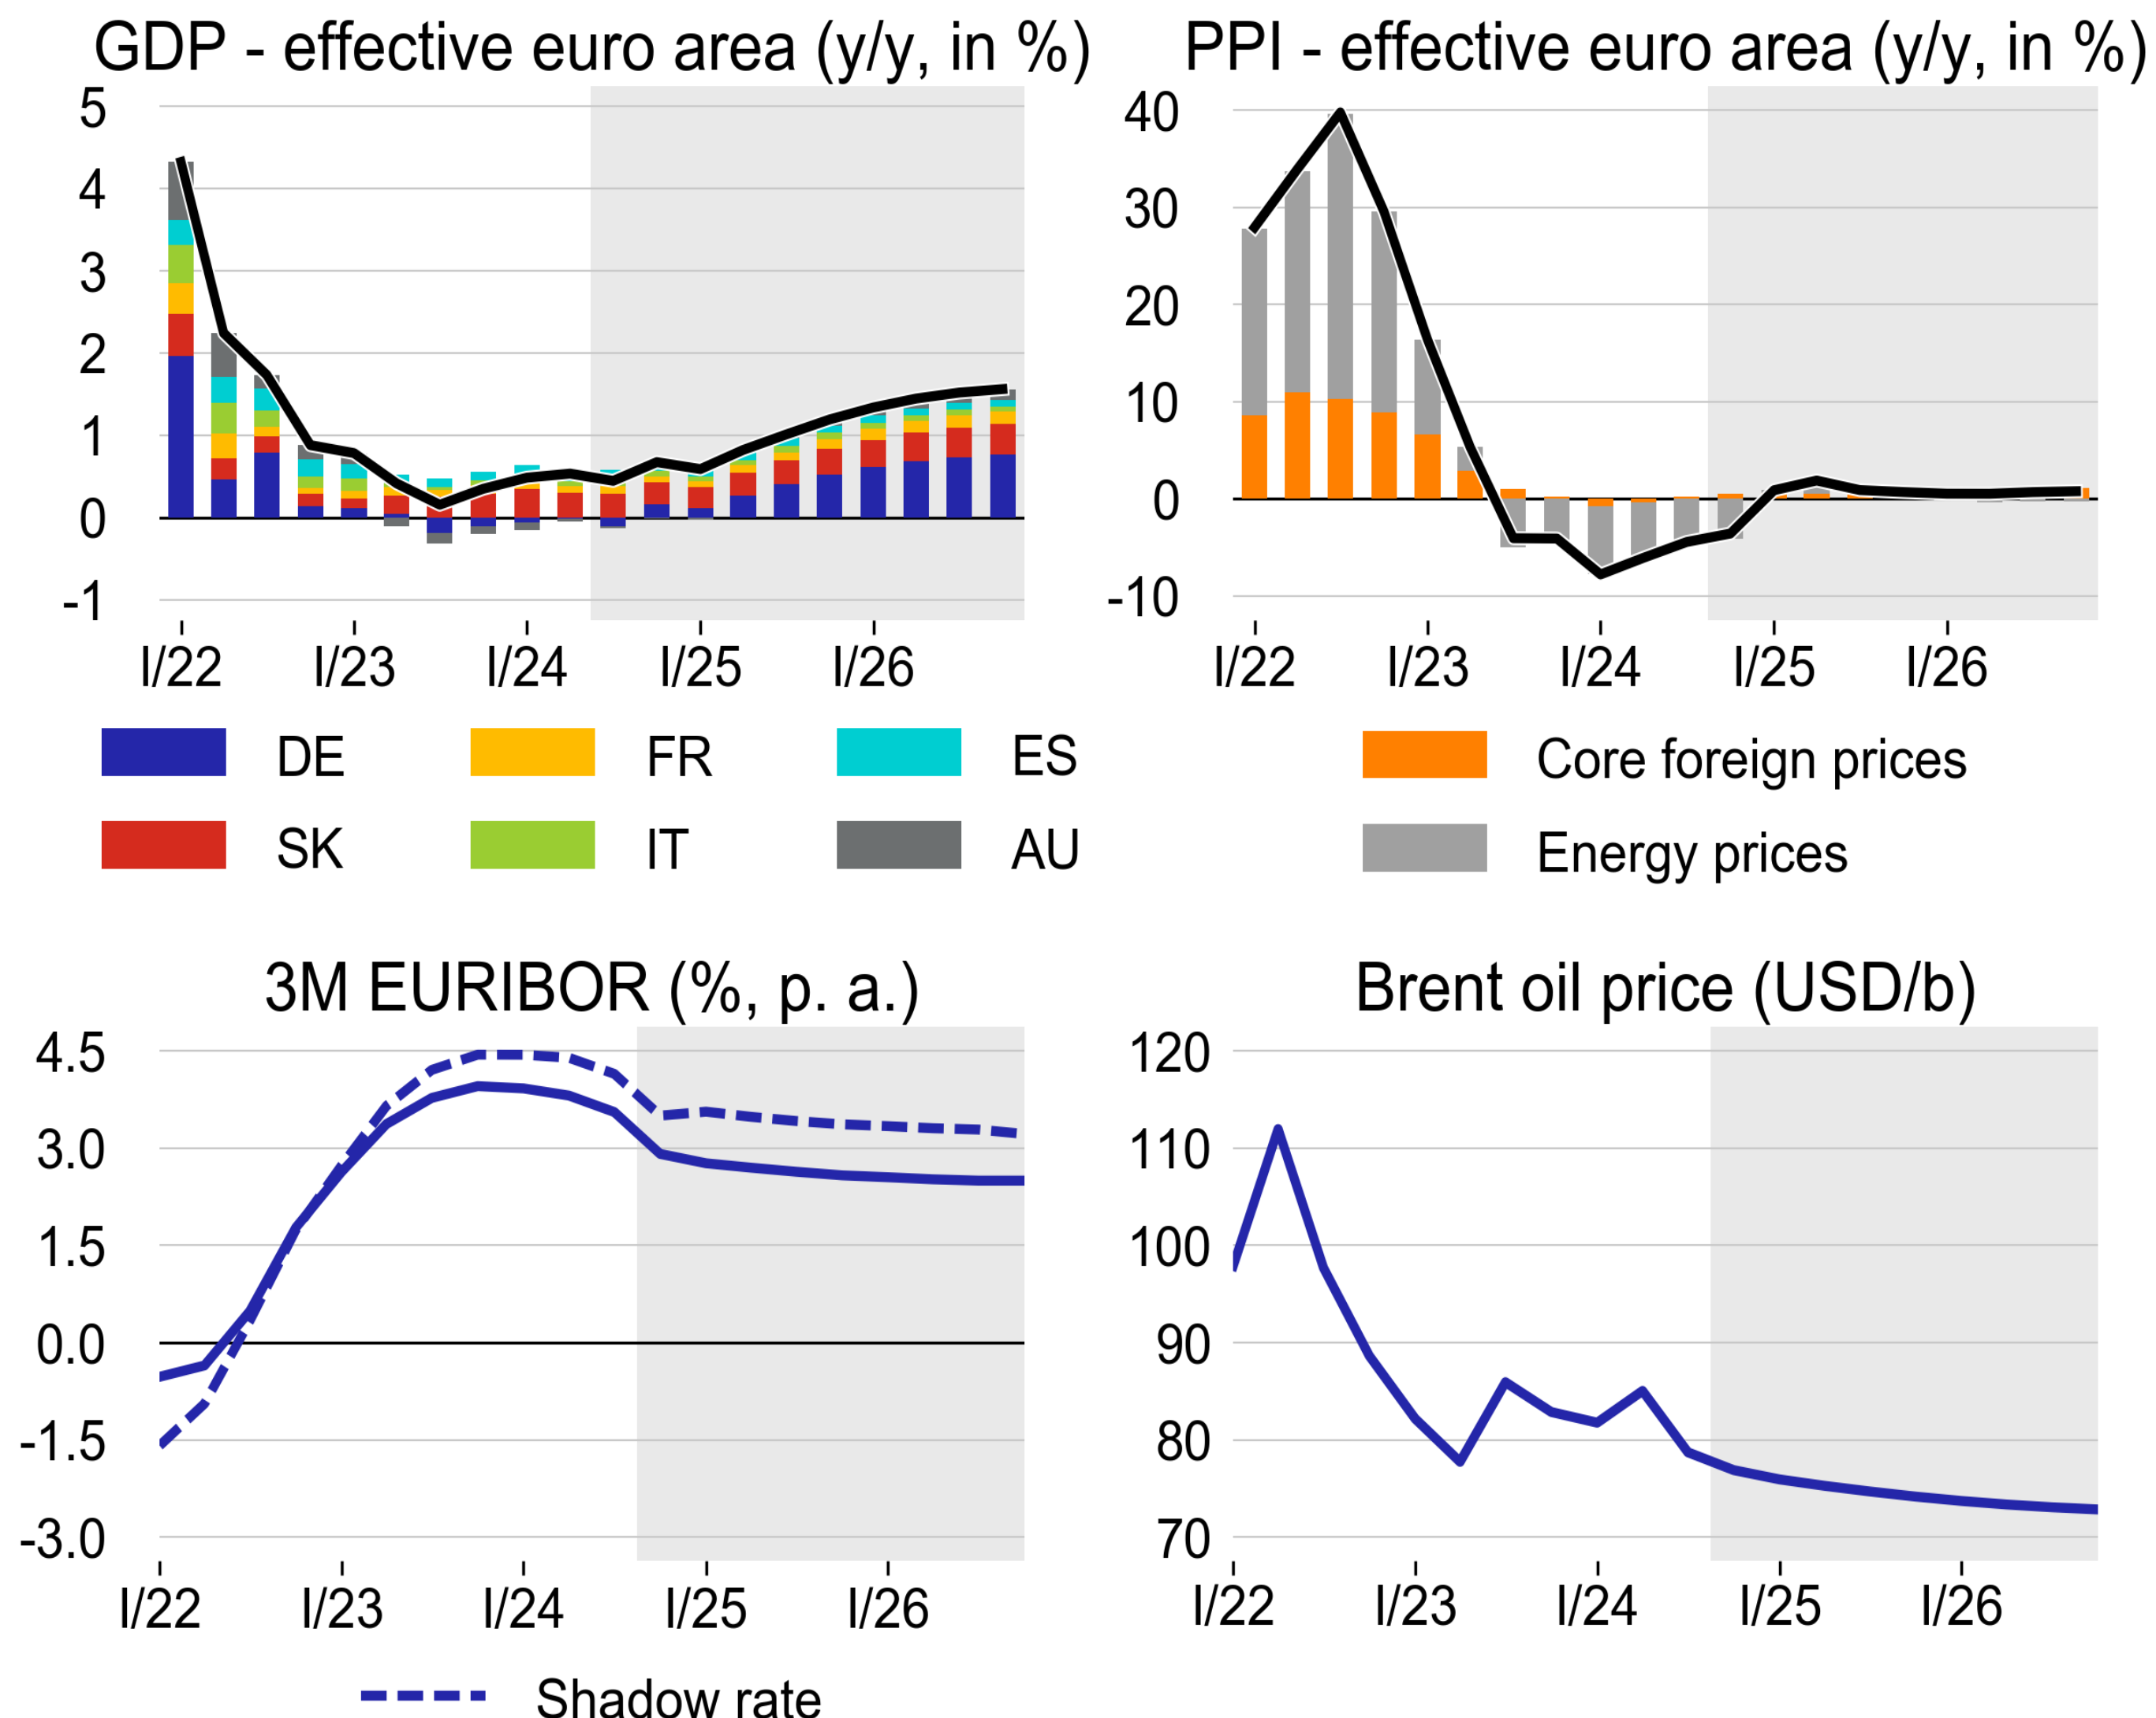 GDP - effective euro area (y/y, in %)
5
4
3
2
1
0
-1
I/22 I/23 I/24 I/25 I/26
DE FR ES
SK IT AU
PPI - effective euro area (y/y, in %)
40
30
20
10
0
-10
I/22 I/23 I/24 I/25 I/26
Core foreign prices
Energy prices
3M EURIBOR (%, p. a.)
4.5
3.0
1.5
0.0
-1.5
-3.0
I/22 I/23 I/24 I/25 I/26
Shadow rate
Brent oil price (USD/b)
120
110
100
90
80
70
I/22 I/23 I/24 I/25 I/26